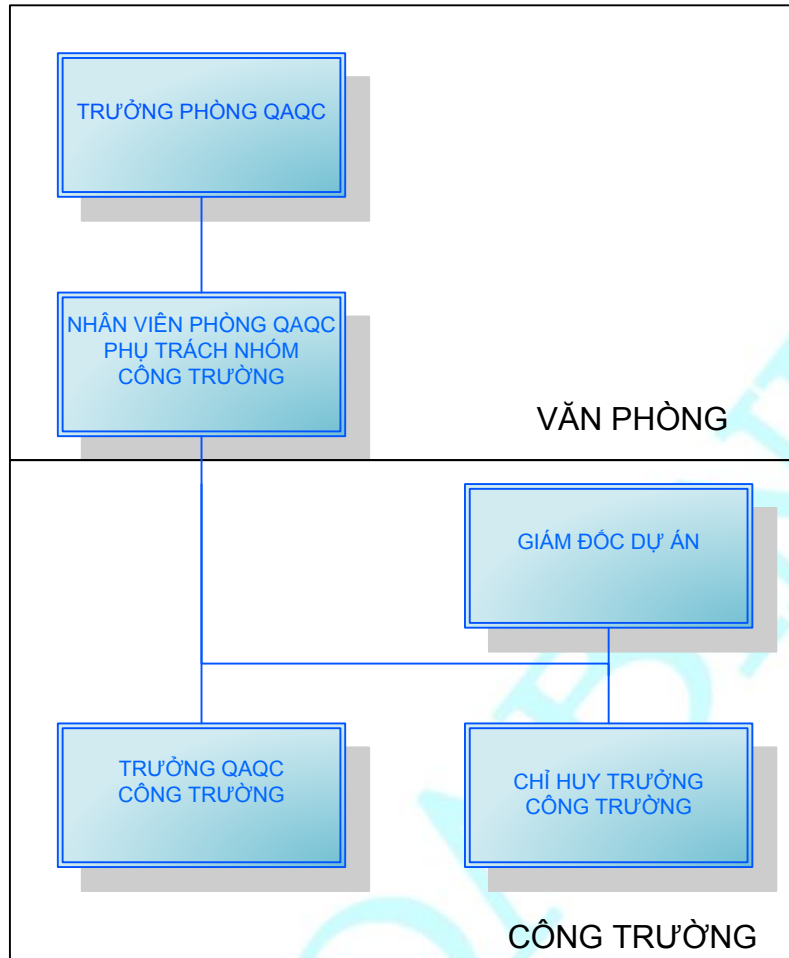 TRƯỞNG PHÒNG QAQC
NHÂN VIÊN PHÒNG QAQC
PHỤ TRÁCH NHÓM
CÔNG TRƯỜNG
VĂN PHÒNG
GIÁM ĐỐC DỰ ÁN
TRƯỞNG QAQC
CÔNG TRƯỜNG
CHỈ HUY TRƯỞNG
CÔNG TRƯỜNG
CÔNG TRƯỜNG